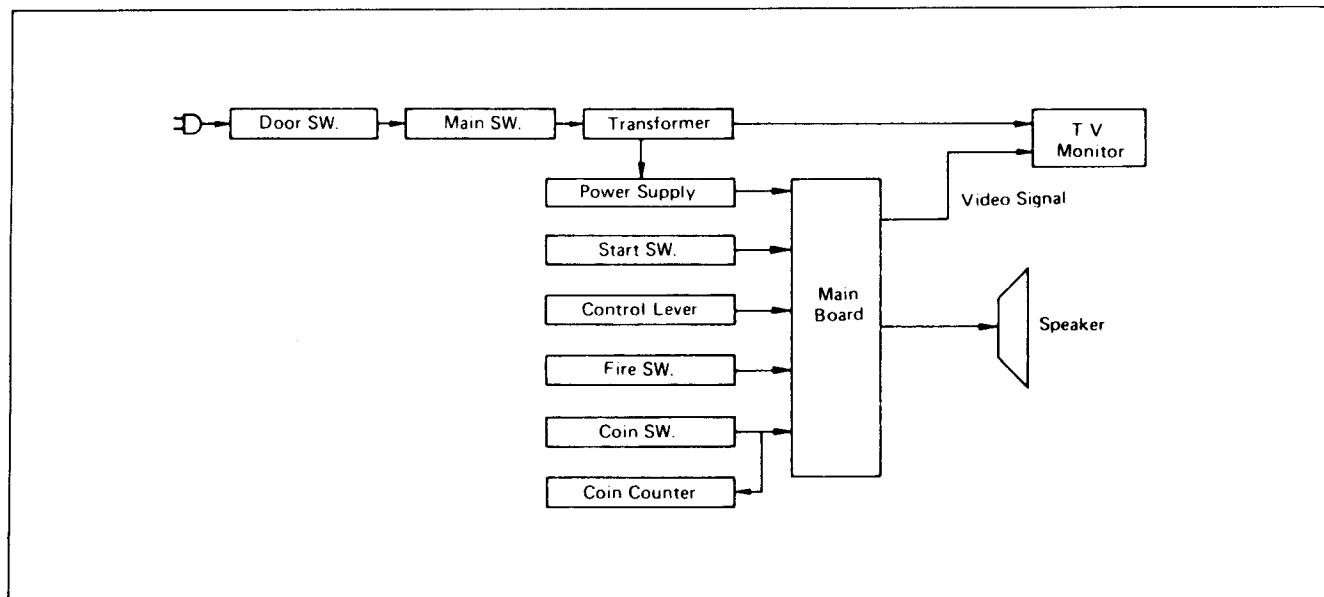 Door SW.
Main SW.
Transformer
T V
Monitor
Power Supply
Video Signal
Start SW.
Main
Board
Control Lever
Speaker
Fire SW.
Coin SW.
Coin Counter